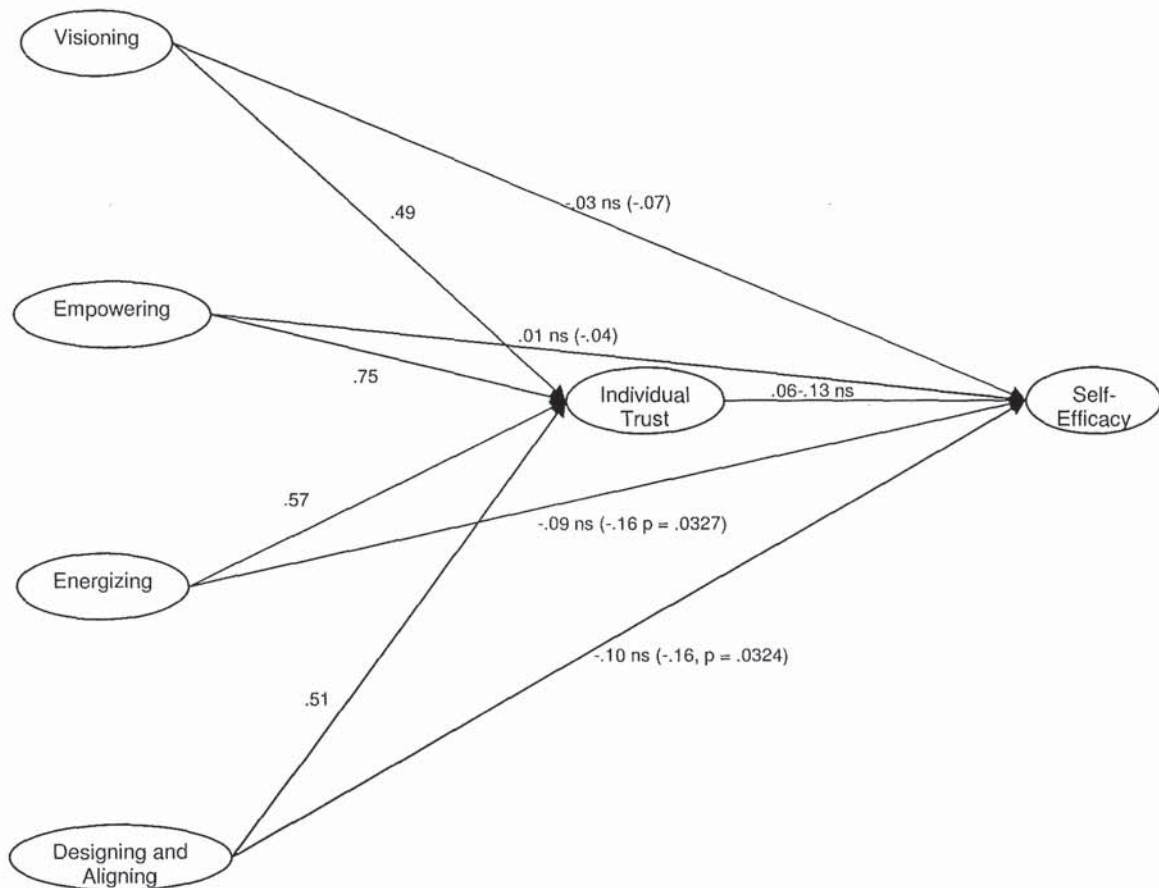 Visioning
-.03 ns (-.07)
.49
Empowering
.01 ns (-.04)
.75
Individual
Trust
.06-.13 ns
Self-
Efficacy
.57
-.09 ns (-.16 p = .0327)
Energizing
-.10 ns (-.16, p = .0324)
.51
Designing and
Aligning